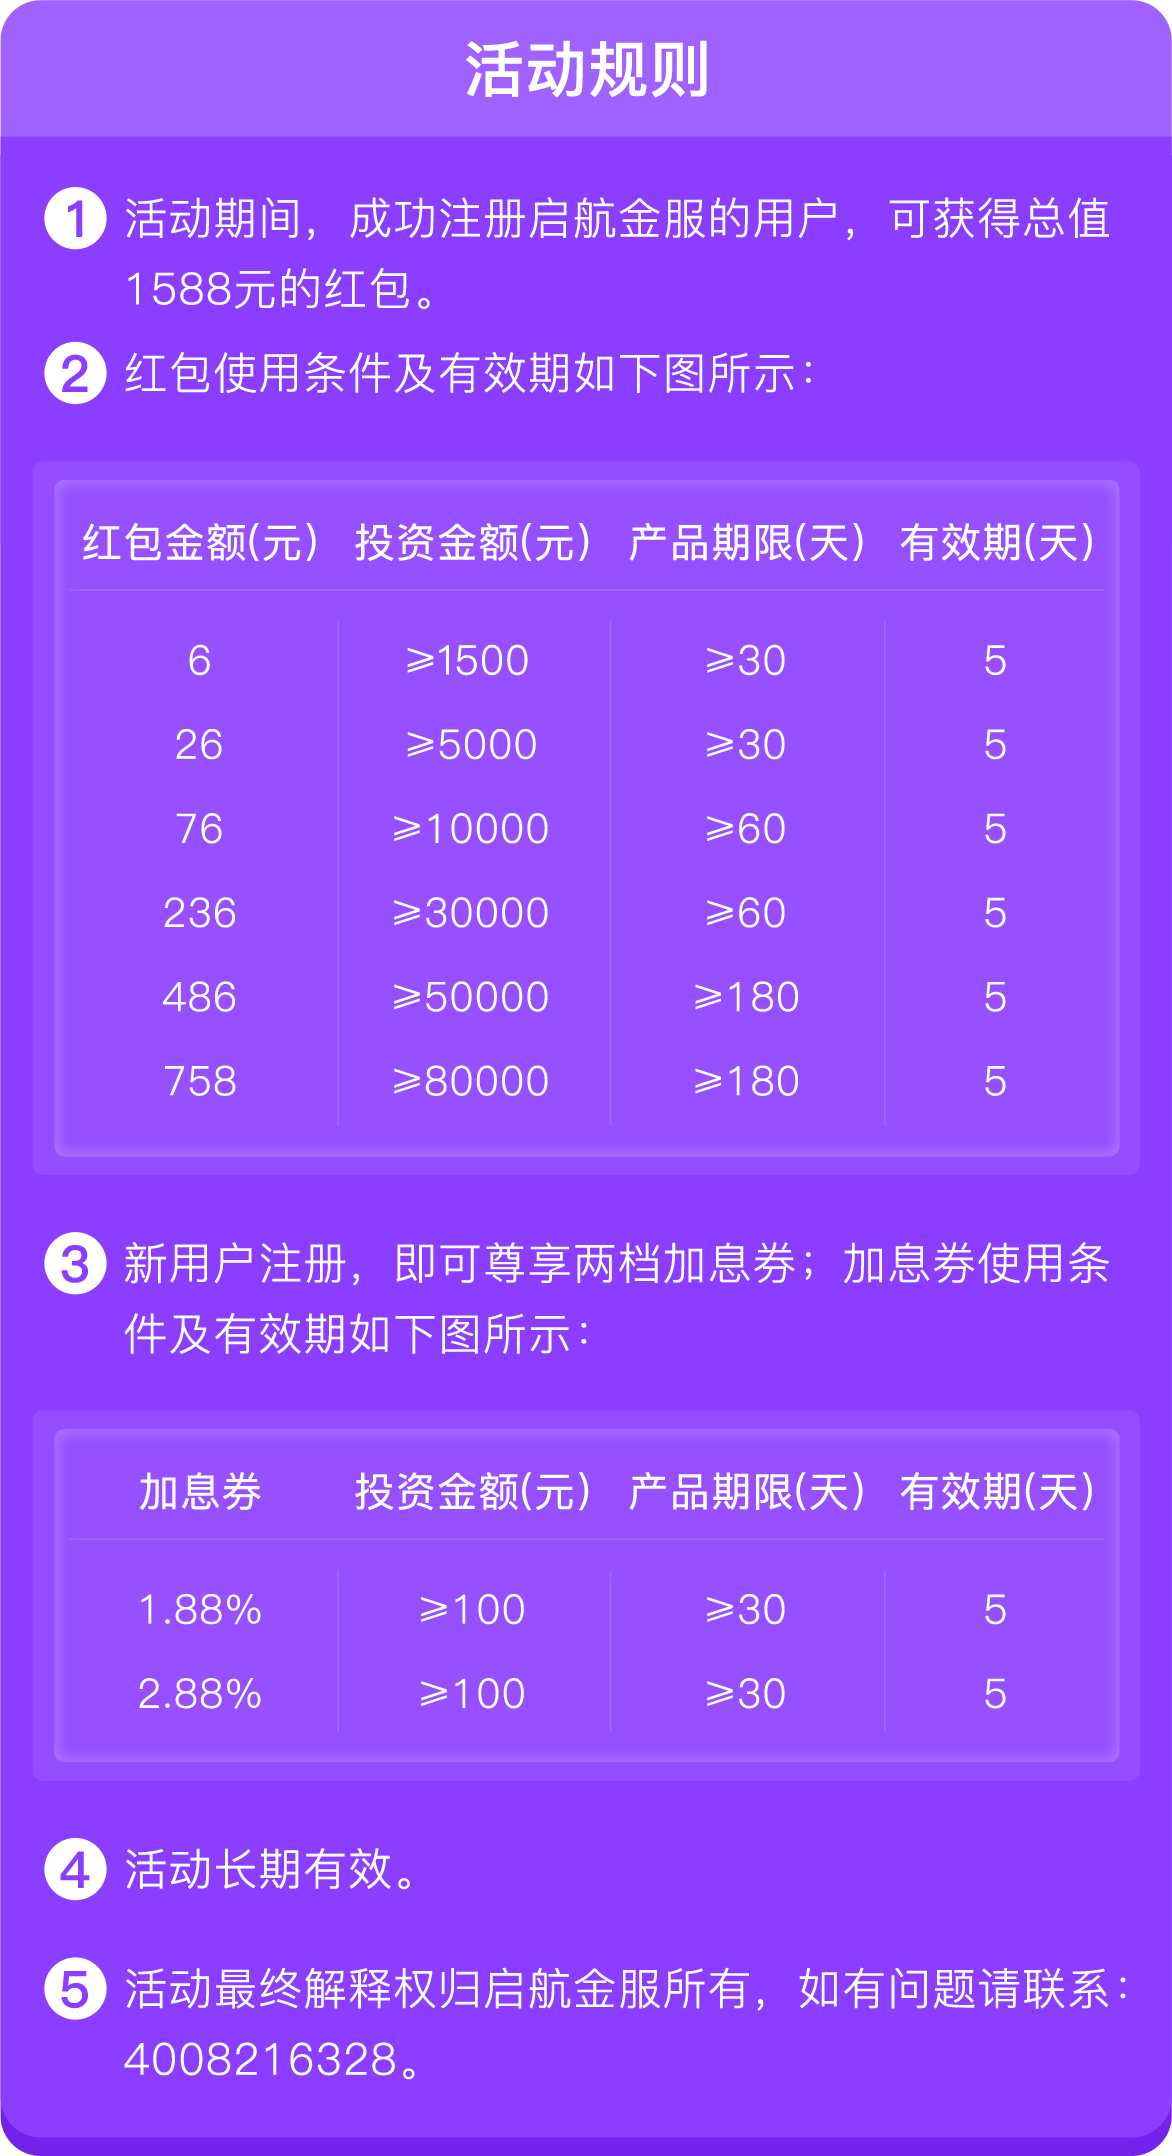 活动规则
1 活动期间，成功注册启航金服的用户，可获得总值
1588元的红包。
2 红包使用条件及有效期如下图所示：
红包金额(元) 投资金额(元) 产品期限(天) 有效期(天)
6 ⩾1500 ⩾30 5
26 ⩾5000 ⩾30 5
76 ⩾10000 ⩾60 5
236 ⩾30000 ⩾60 5
486 ⩾50000 ⩾180 5
758 ⩾80000 ⩾180 5
3 新用户注册，即可尊享两档加息券；加息券使用条
件及有效期如下图所示：
加息券 投资金额(元) 产品期限(天) 有效期(天)
1.88% ⩾100 ⩾30 5
2.88% ⩾100 ⩾30 5
4 活动长期有效。
5 活动最终解释权归启航金服所有，如有问题请联系：
4008216328。